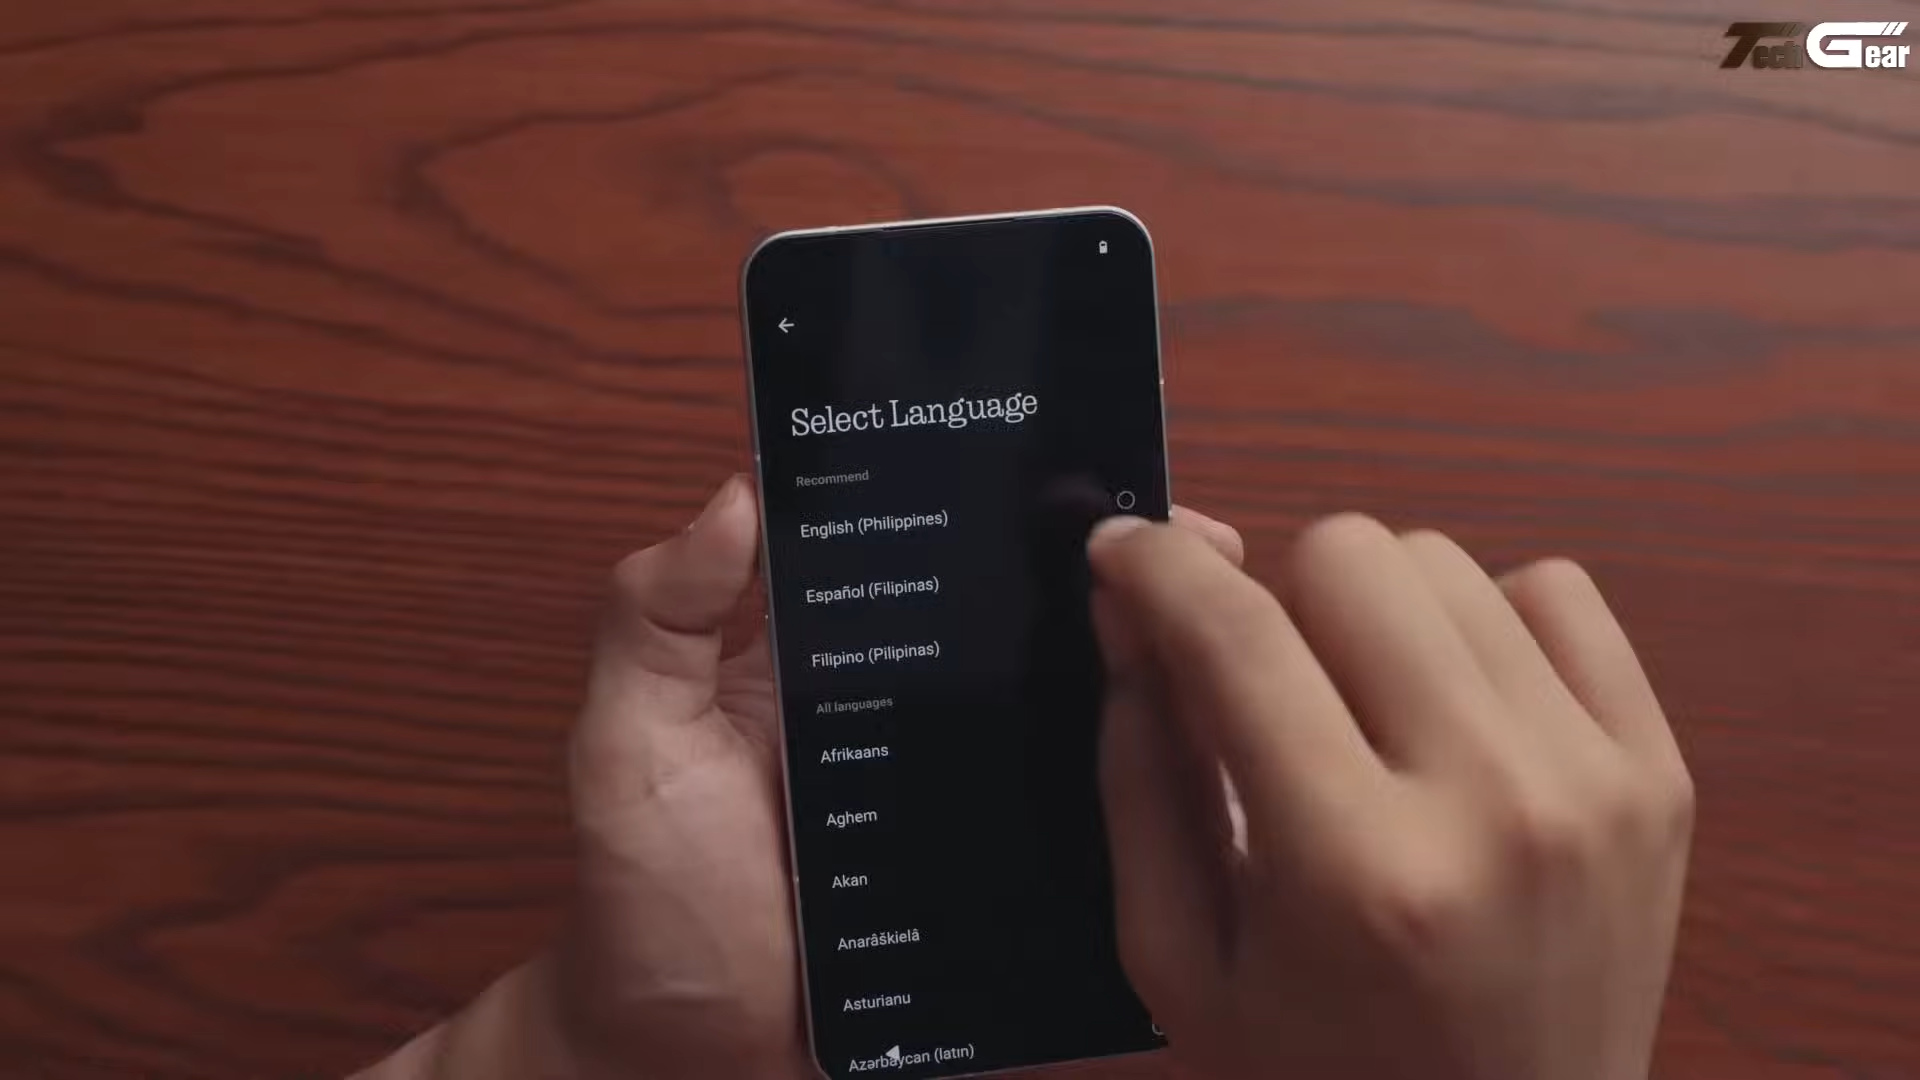 Tech Gear
Select Language
Recommend
English (Philippines)
Español (Filipinas)
Filipino (Pilipinas)
All languages
Afrikaans
Aghem
Akan
Anarâškielâ
Asturianu
Azərbaycan (latın)